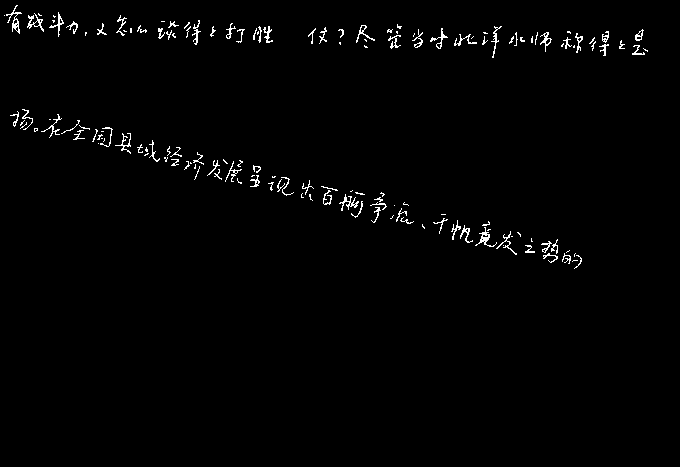 有战斗力，又怎么谈得上打胜仗？尽管当时北洋水师称得上是
扬。在全国县域经济发展呈现出百舸争流、千帆竞发之势的